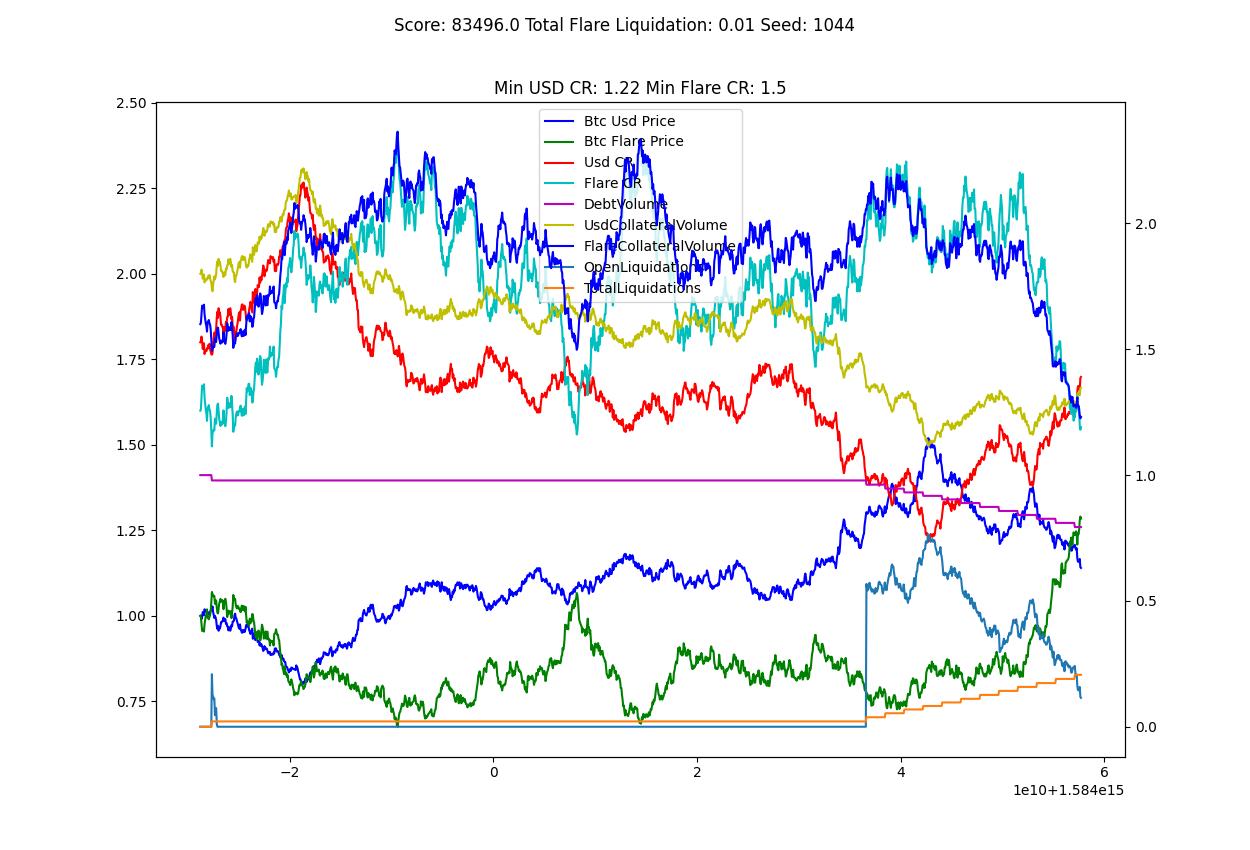 Score: 83496.0 Total Flare Liquidation: 0.01 Seed: 1044
Min USD CR: 1.22 Min Flare CR: 1.5
2.50
2.25
2.00
1.75
1.50
1.25
1.00
0.75
Btc Usd Price
Btc Flare Price
Usd CR
Flare CR
DebtVolume
UsdCollateralVolume
FlareCollateralVolume
OpenLiquidations
TotalLiquidations
2.0
1.5
1.0
0.5
0.0
−2 0 2 4 6
1e10+1.584e15